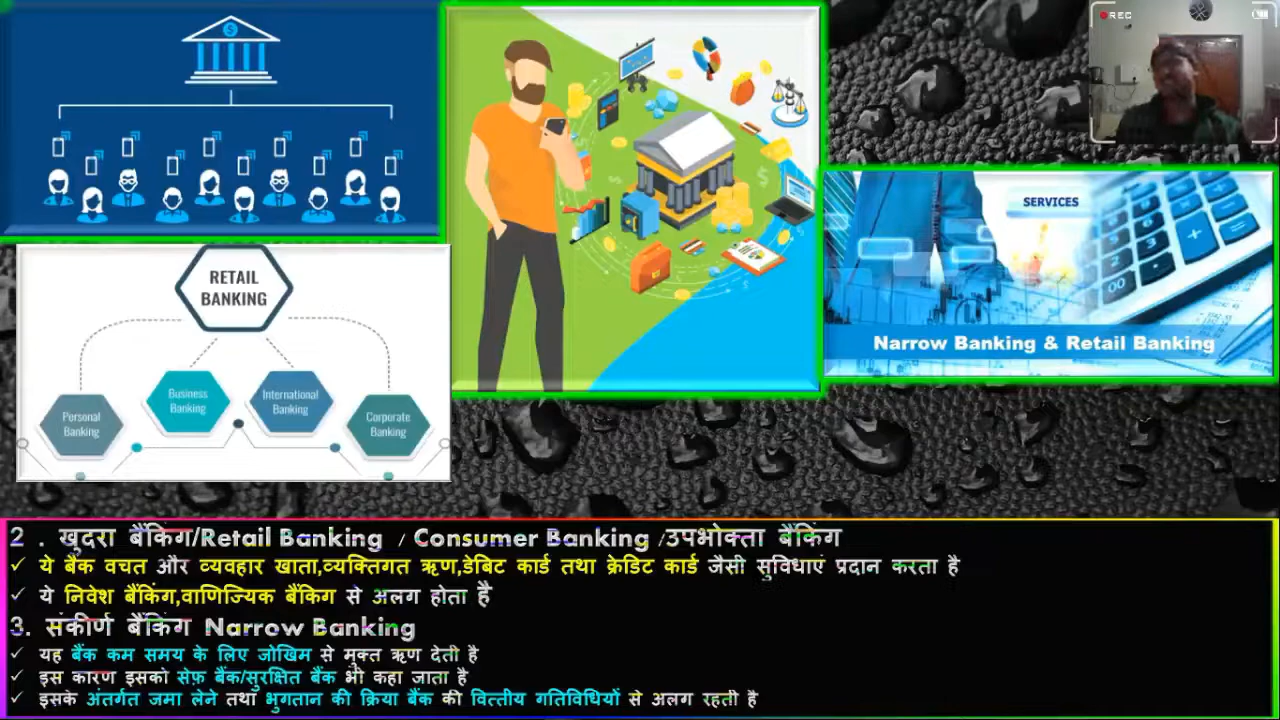 REC
SERVICES
Narrow Banking & Retail Banking
RETAIL
BANKING
Personal
Banking
Business
Banking
International
Banking
Corporate
Banking
2 . खुदरा बैंकिंग/Retail Banking / Consumer Banking /उपभोक्ता बैंकिंग
✓ ये बैंक वचत और व्यवहार खाता,व्यक्तिगत ऋण,डेबिट कार्ड तथा क्रेडिट कार्ड जैसी सुविधाएं प्रदान करता है
✓ ये निवेश बैंकिंग,वाणिज्यिक बैंकिग से अलग होता है
3. संकीर्ण बैंकिंग Narrow Banking
✓ यह बैंक कम समय के लिए जोखिम से मुक्त ऋण देती है
✓ इस कारण इसको सेफ़ बैंक/सुरक्षित बैंक भी कहा जाता है
✓ इसके अंतर्गत जमा लेने तथा भुगतान की क्रिया बैंक की वित्तीय गतिविधियों से अलग रहती है